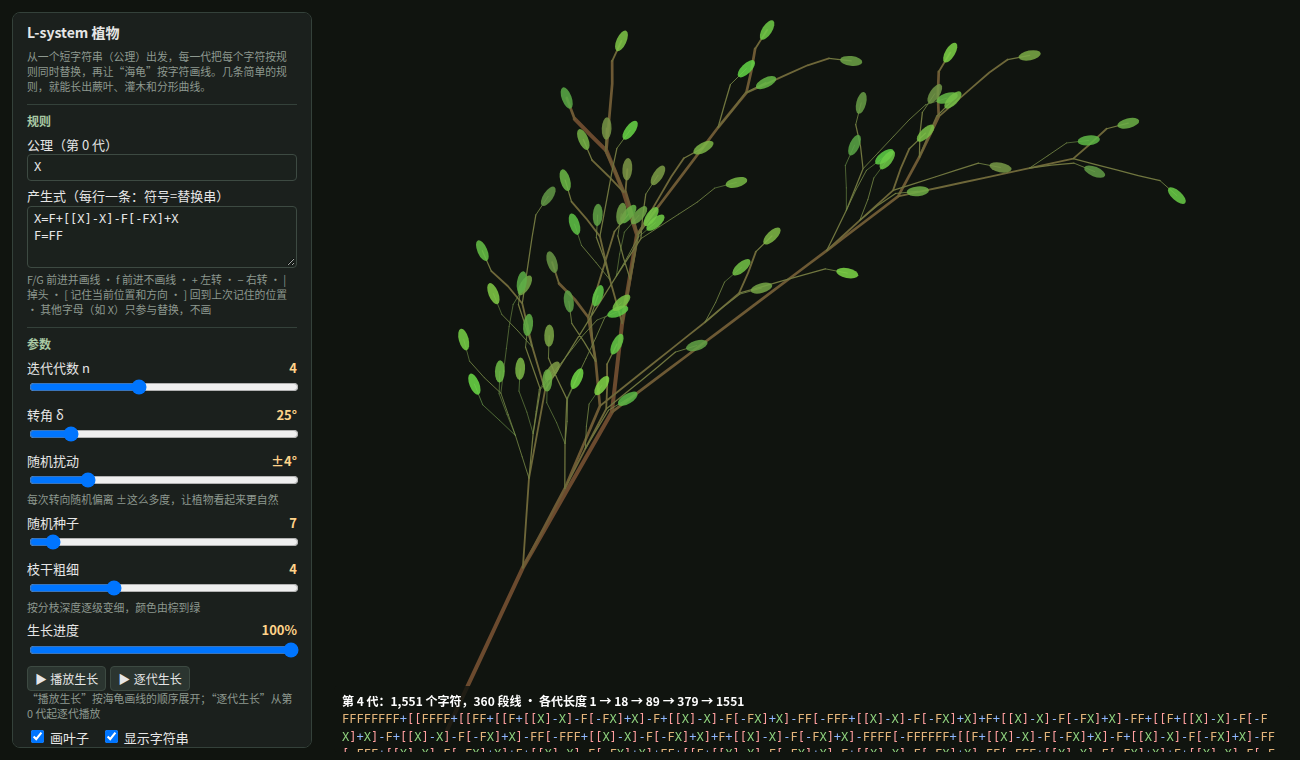 L-system 植物
从一个短字符串（公理）出发，每一代把每个字符按规
则同时替换，再让“海龟”按字符画线。几条简单的规
则，就能长出蕨叶、灌木和分形曲线。
规则
公理（第 0 代）
X
产生式（每行一条：符号=替换串）
X=F+[[X]-X]-F[-FX]+X
F=FF
F/G 前进并画线 · f 前进不画线 · + 左转 · − 右转 · |
掉头 · [ 记住当前位置和方向 · ] 回到上次记住的位置
· 其他字母（如 X）只参与替换，不画
参数
迭代代数 n 4
转角 δ 25°
随机扰动 ±4°
每次转向随机偏离 ±这么多度，让植物看起来更自然
随机种子 7
枝干粗细 4
按分枝深度逐级变细，颜色由棕到绿
生长进度 100%
▶ 播放生长 ▶ 逐代生长
“播放生长”按海龟画线的顺序展开；“逐代生长”从第
0 代起逐代播放
画叶子 显示字符串
第 4 代：1,551 个字符，360 段线 · 各代长度 1 → 18 → 89 → 379 → 1551
FFFFFFFF+[[FFFF+[[FF+[[F+[[X]-X]-F[-FX]+X]-F+[[X]-X]-F[-FX]+X]-FF[-FFF+[[X]-X]-F[-FX]+X]+F+[[X]-X]-F[-FX]+X]-FF+[[F+[[X]-X]-F[-F
X]+X]-F+[[X]-X]-F[-FX]+X]-FF[-FFF+[[X]-X]-F[-FX]+X]+F+[[X]-X]-F[-FX]+X]-FFFF[-FFFFFF+[[F+[[X]-X]-F[-FX]+X]-F+[[X]-X]-F[-FX]+X]-FF